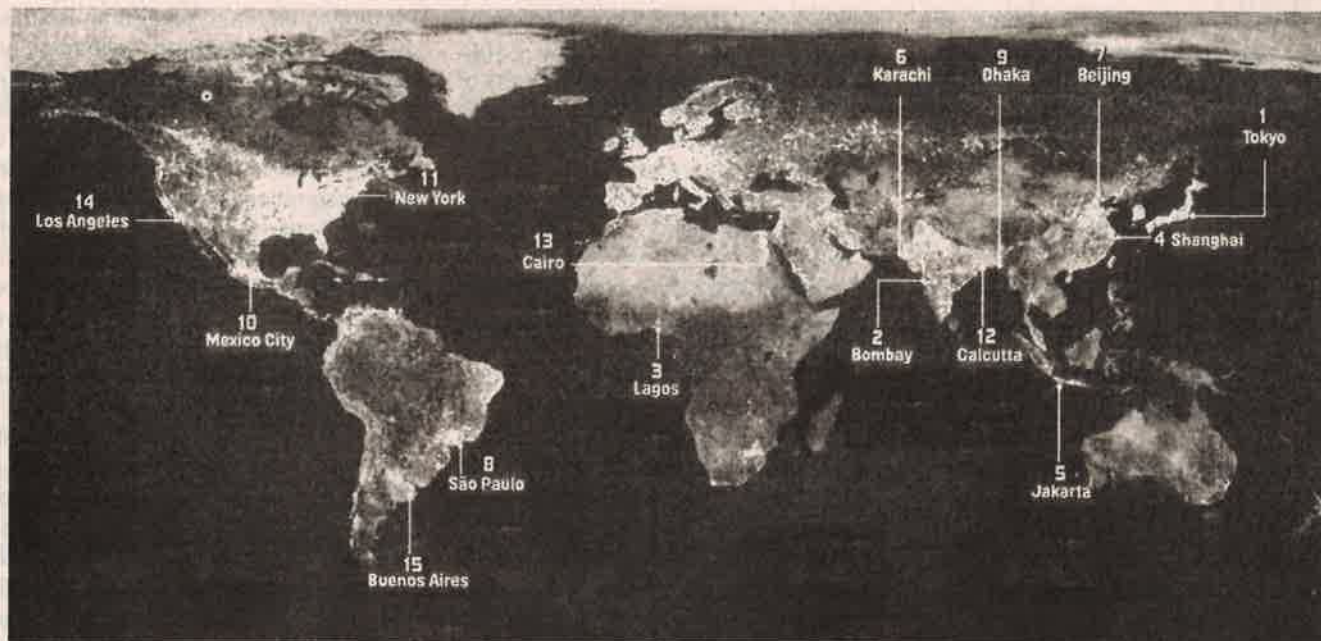 6
Karachi
9
Dhaka
7
Beijing
1
Tokyo
11
New York
14
Los Angeles
13
Cairo
4 Shanghai
10
Mexico City
2
Bombay
12
Calcutta
3
Lagos
8
São Paulo
5
Jakarta
15
Buenos Aires